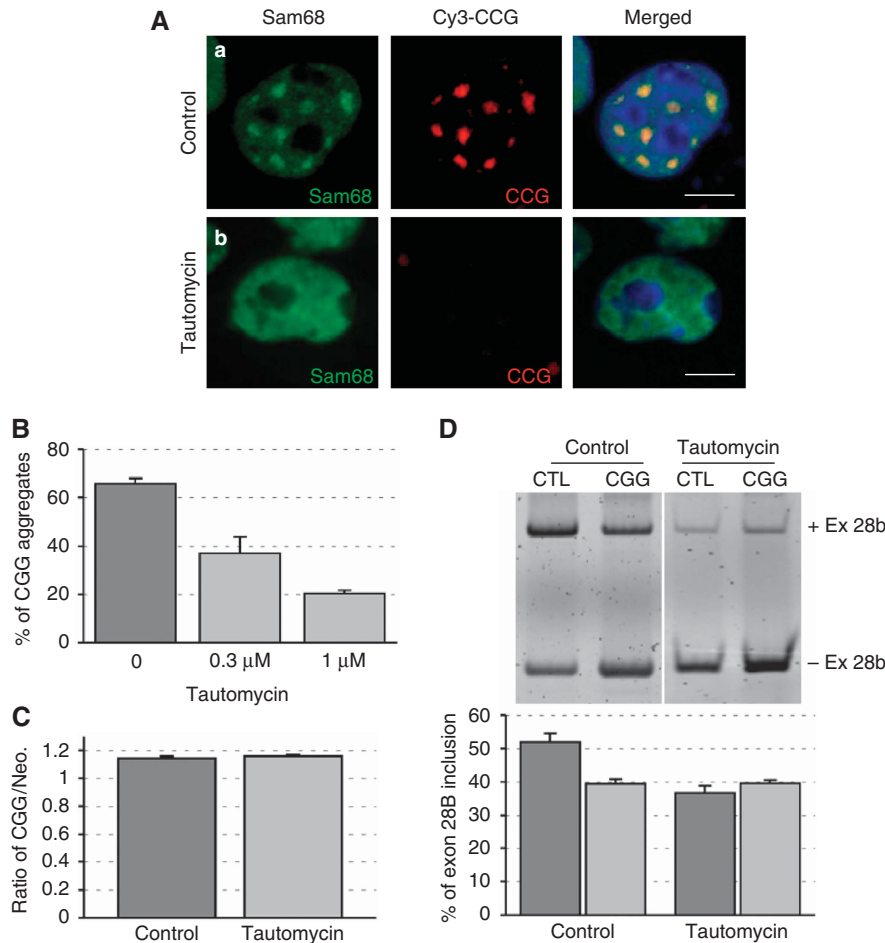 A
Sam68 Cy3-CCG Merged
Control
a
Sam68
CCG
Tautomycin
b
Sam68
CCG
B
% of CGG aggregates
80
60
40
20
0
0 0.3 µM 1 µM
Tautomycin
C
Ratio of CGG/Neo.
1.2
1
0.8
0.6
0.4
0.2
0
Control Tautomycin
D
Control Tautomycin
CTL CGG CTL CGG
+ Ex 28b
– Ex 28b
% of exon 28B inclusion
60
50
40
30
20
10
0
Control Tautomycin